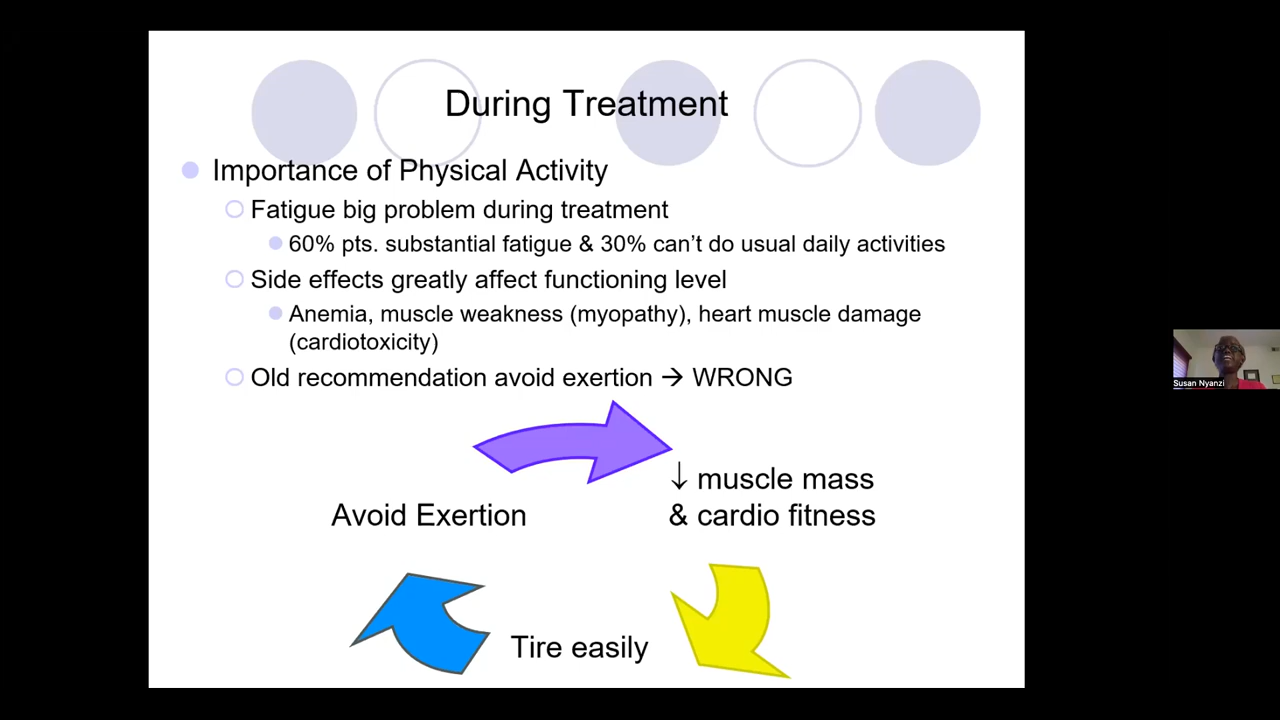 During Treatment
Importance of Physical Activity
Fatigue big problem during treatment
60% pts. substantial fatigue & 30% can’t do usual daily activities
Side effects greatly affect functioning level
Anemia, muscle weakness (myopathy), heart muscle damage
(cardiotoxicity)
Old recommendation avoid exertion → WRONG
↓ muscle mass
& cardio fitness
Avoid Exertion
Tire easily
Susan Nyanzi